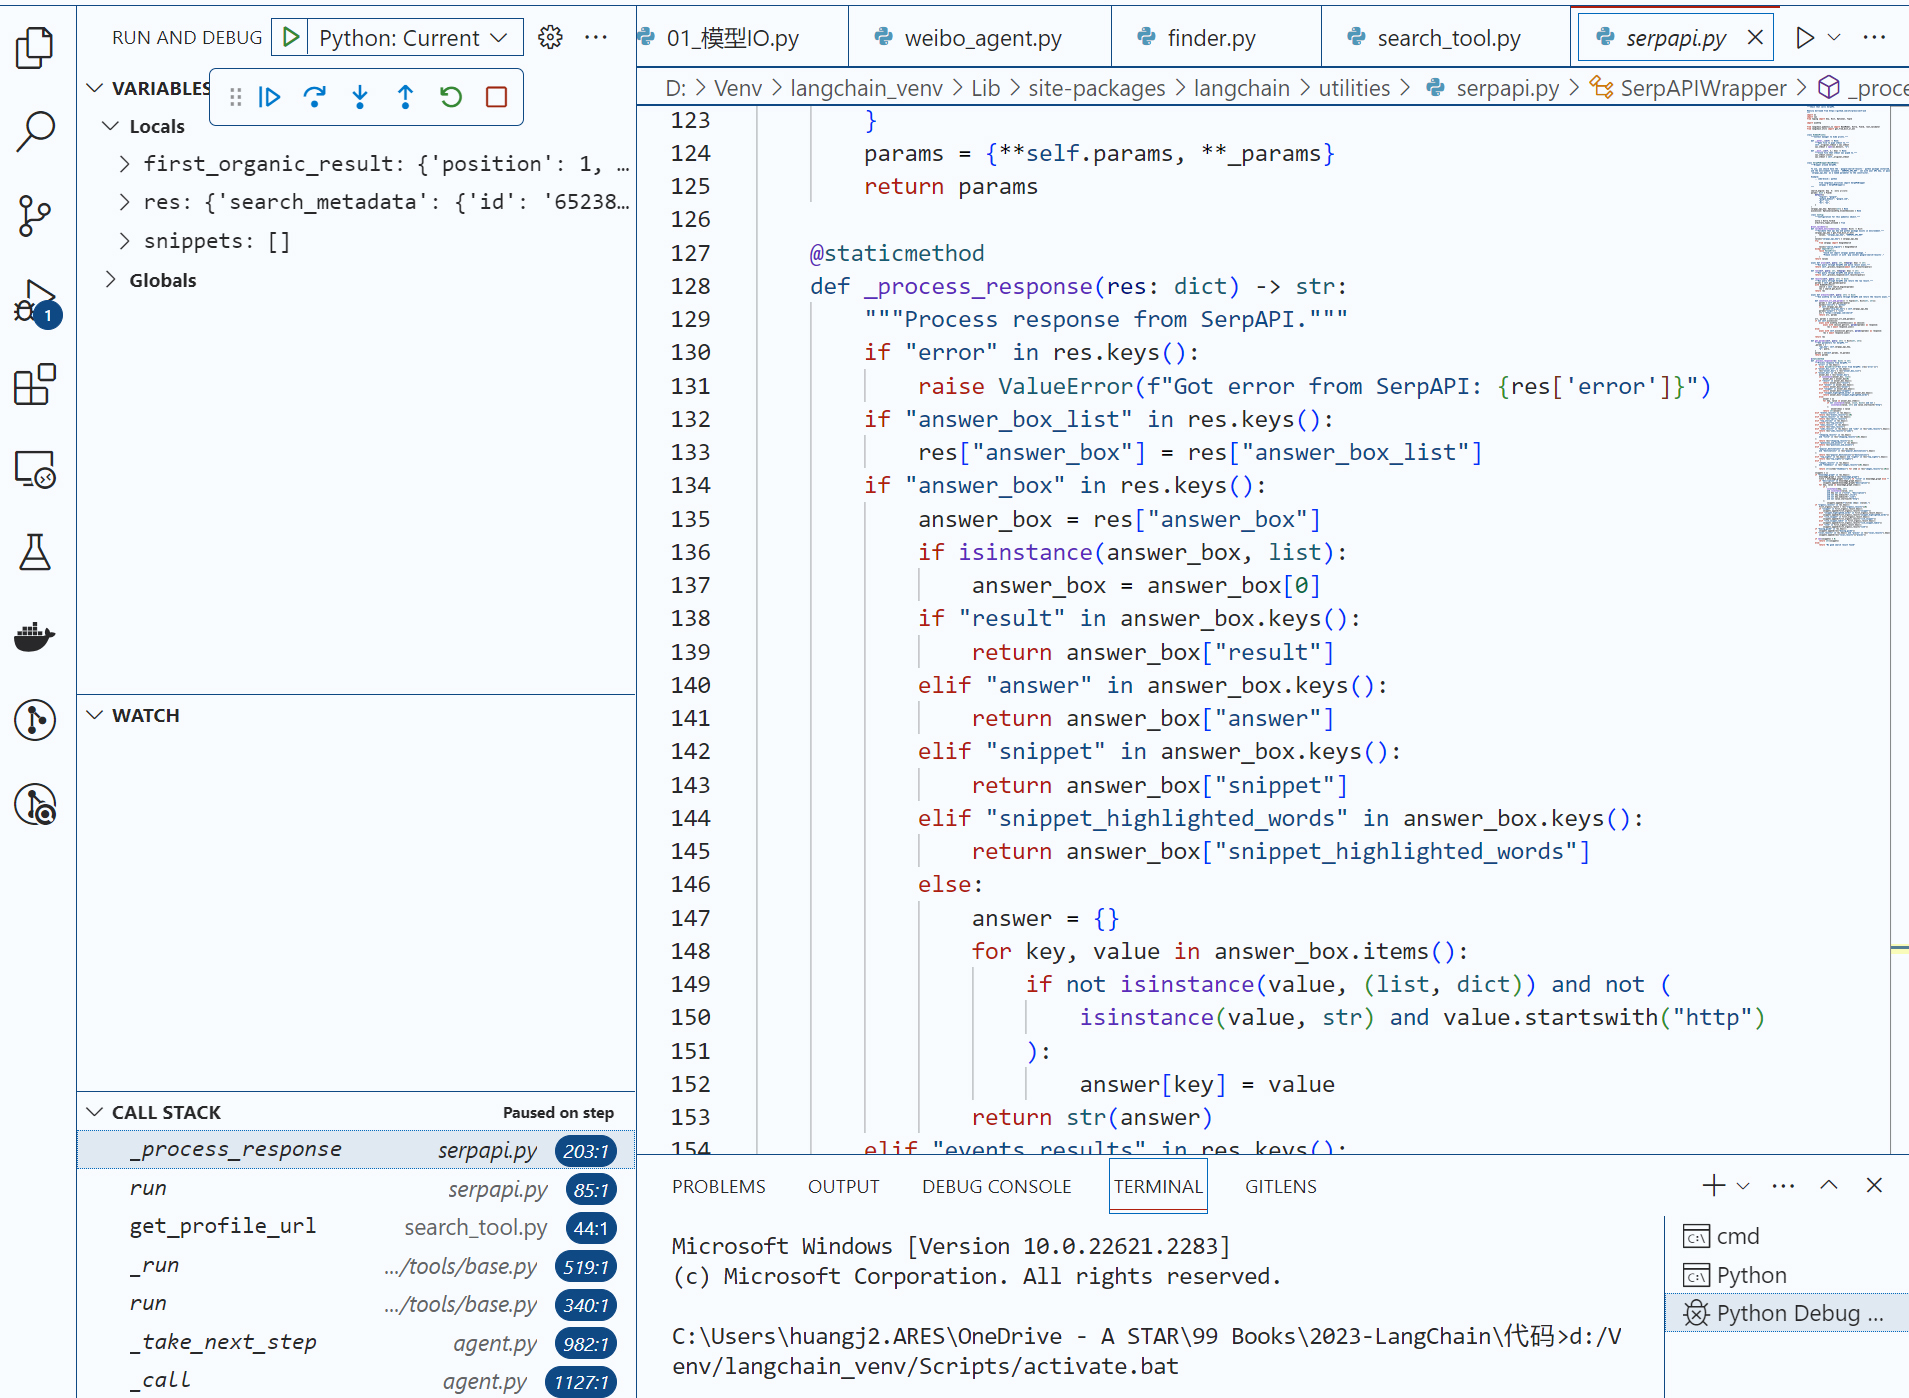 RUN AND DEBUG
Python: Current
VARIABLES
Locals
first_organic_result: {'position': 1, …
res: {'search_metadata': {'id': '65238…
snippets: []
Globals
1
WATCH
CALL STACK
Paused on step
_process_response serpapi.py 203:1
run serpapi.py 85:1
get_profile_url search_tool.py 44:1
_run .../tools/base.py 519:1
run .../tools/base.py 340:1
_take_next_step agent.py 982:1
_call agent.py 1127:1
01_模型IO.py
weibo_agent.py
finder.py
search_tool.py
serpapi.py
D: > Venv > langchain_venv > Lib > site-packages > langchain > utilities > serpapi.py > SerpAPIWrapper > _proce
123 }
124 params = {**self.params, **_params}
125 return params
126
127 @staticmethod
128 def _process_response(res: dict) -> str:
129 """Process response from SerpAPI."""
130 if "error" in res.keys():
131 raise ValueError(f"Got error from SerpAPI: {res['error']}")
132 if "answer_box_list" in res.keys():
133 res["answer_box"] = res["answer_box_list"]
134 if "answer_box" in res.keys():
135 answer_box = res["answer_box"]
136 if isinstance(answer_box, list):
137 answer_box = answer_box[0]
138 if "result" in answer_box.keys():
139 return answer_box["result"]
140 elif "answer" in answer_box.keys():
141 return answer_box["answer"]
142 elif "snippet" in answer_box.keys():
143 return answer_box["snippet"]
144 elif "snippet_highlighted_words" in answer_box.keys():
145 return answer_box["snippet_highlighted_words"]
146 else:
147 answer = {}
148 for key, value in answer_box.items():
149 if not isinstance(value, (list, dict)) and not (
150 isinstance(value, str) and value.startswith("http")
151 ):
152 answer[key] = value
153 return str(answer)
154 elif "events_results" in res.keys():
PROBLEMS
OUTPUT
DEBUG CONSOLE
TERMINAL
GITLENS
Microsoft Windows [Version 10.0.22621.2283]
(c) Microsoft Corporation. All rights reserved.
C:\Users\huangj2.ARES\OneDrive - A STAR\99 Books\2023-LangChain\代码>d:/V
env/langchain_venv/Scripts/activate.bat
cmd
Python
Python Debug ...